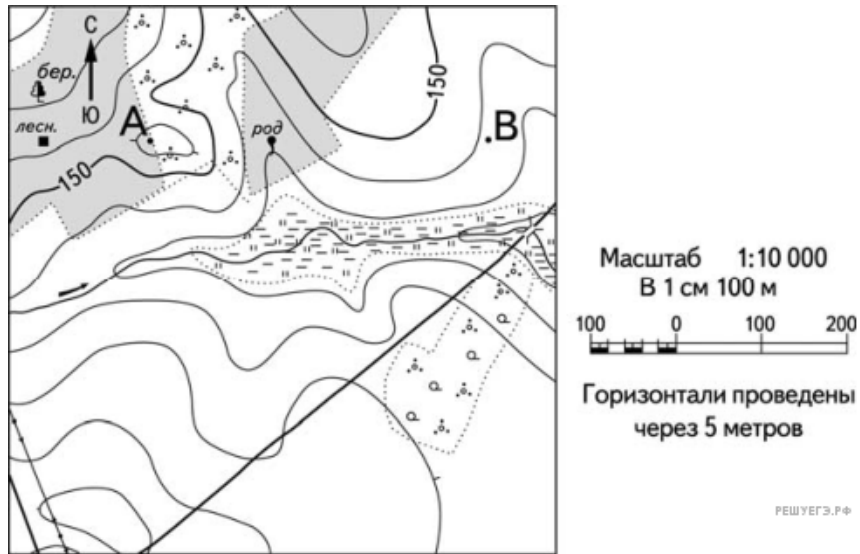 С
бер.
Ю
лесн.
А
род
В
150
150
Масштаб 1:10 000
В 1 см 100 м
100 0 100 200
Горизонтали проведены
через 5 метров
РЕШУЕГЭ.РФ